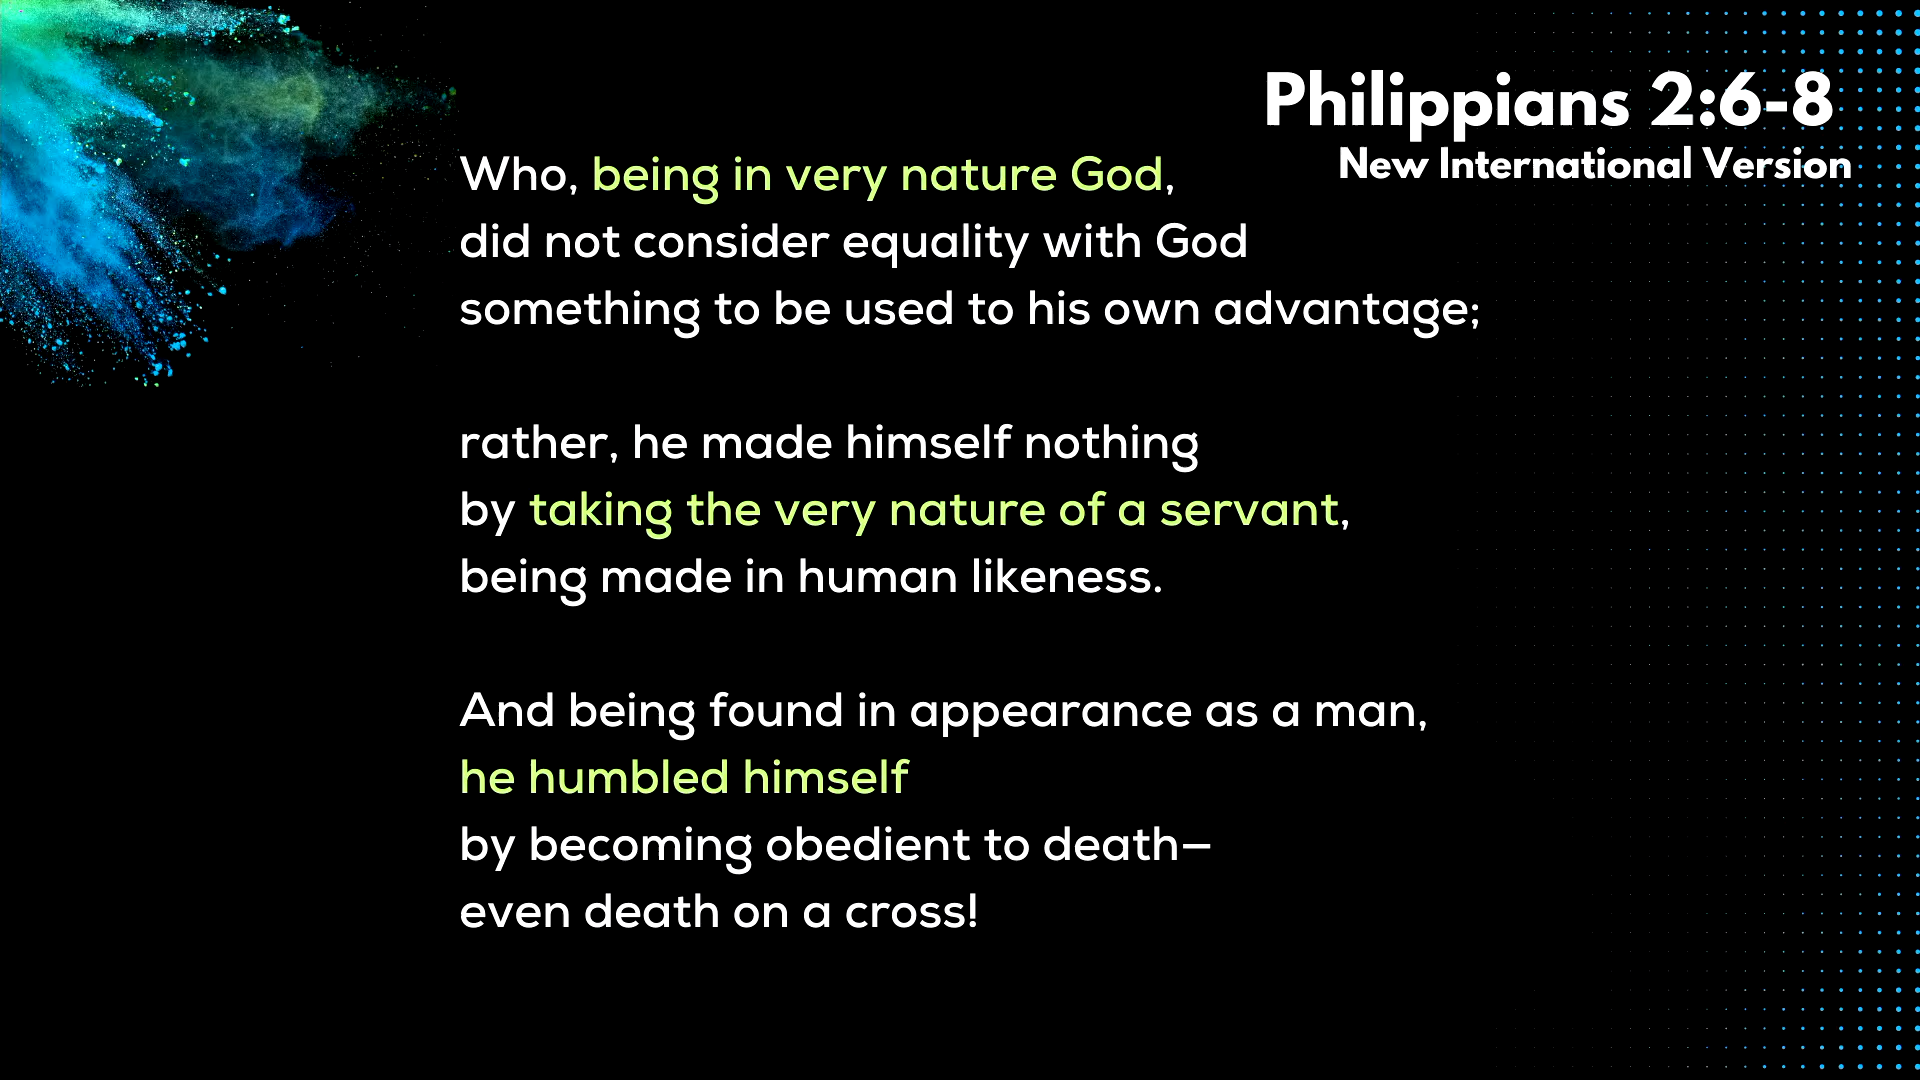 Philippians 2:6-8
New International Version
Who, being in very nature God,
did not consider equality with God
something to be used to his own advantage;
rather, he made himself nothing
by taking the very nature of a servant,
being made in human likeness.
And being found in appearance as a man,
he humbled himself
by becoming obedient to death—
even death on a cross!